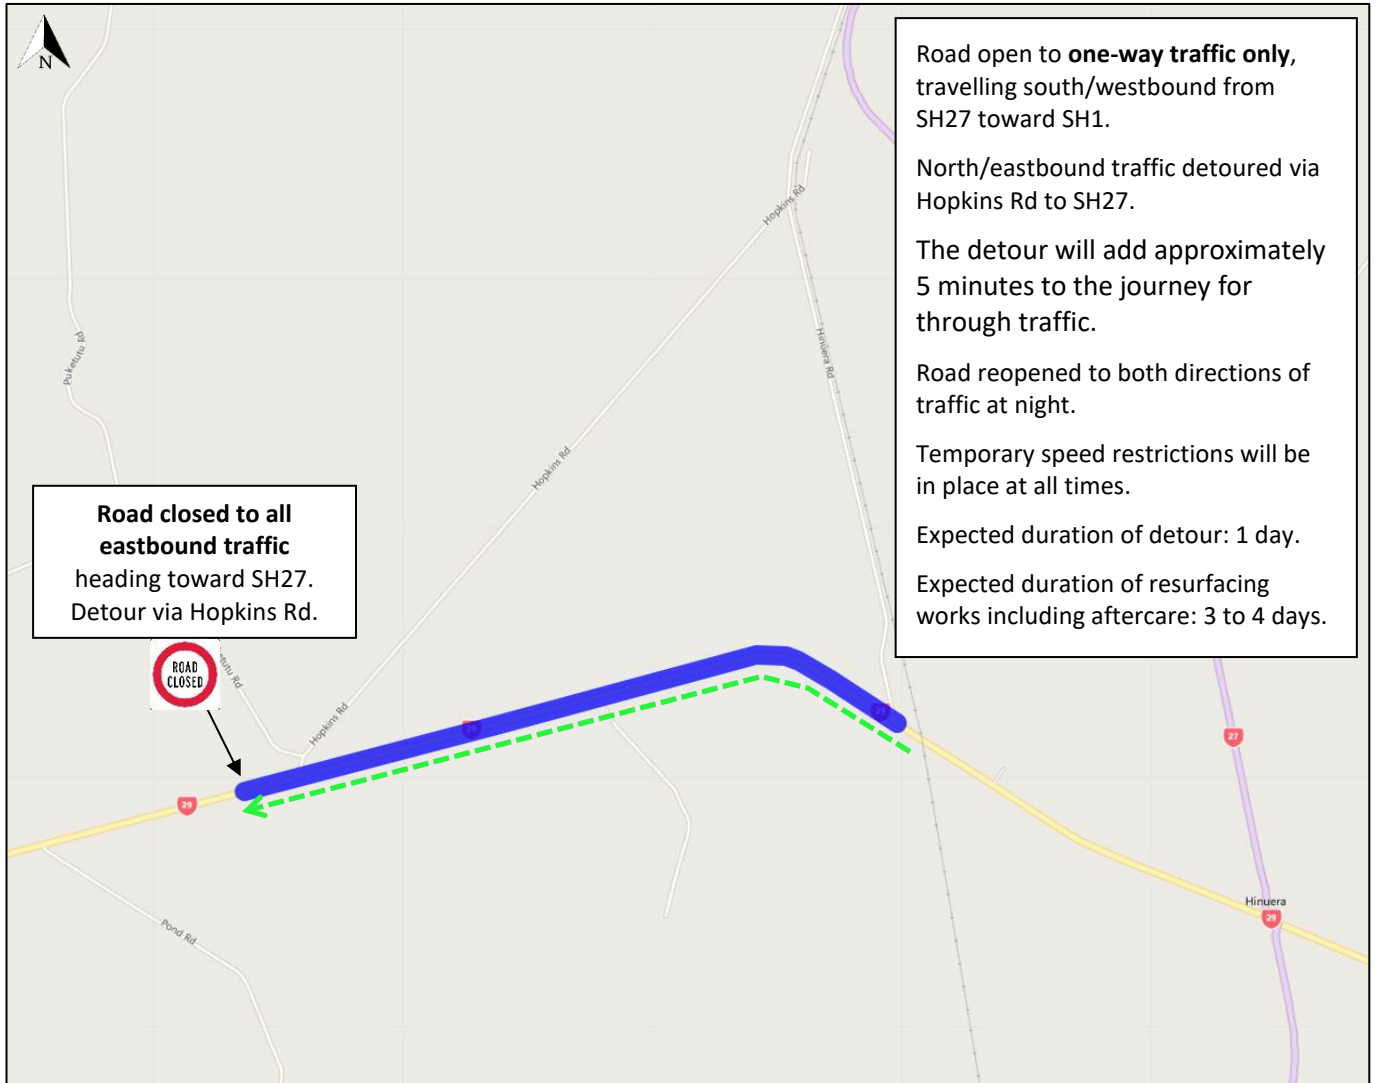 N
Road open to one-way traffic only,
travelling south/westbound from
SH27 toward SH1.
North/eastbound traffic detoured via
Hopkins Rd to SH27.
The detour will add approximately
5 minutes to the journey for
through traffic.
Road reopened to both directions of
traffic at night.
Temporary speed restrictions will be
in place at all times.
Expected duration of detour: 1 day.
Expected duration of resurfacing
works including aftercare: 3 to 4 days.
Hopkins Rd
Puketutu Rd
Hinuera Rd
Hopkins Rd
Road closed to all
eastbound traffic
heading toward SH27.
Detour via Hopkins Rd.
ROAD
CLOSED
etutu Rd
Hopkins Rd
29
29
27
29
Pond Rd
Hinuera
29